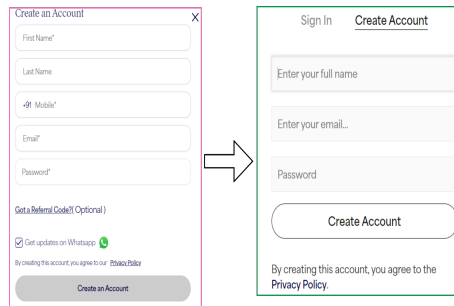 Create an Account
X
First Name*
Last Name
+91 Mobile*
Email*
Password*
Got a Referral Code?( Optional )
Get updates on Whatsapp
By creating this account, you agree to our Privacy Policy
Create an Account
Sign In Create Account
Enter your full name
Enter your email...
Password
Create Account
By creating this account, you agree to the
Privacy Policy.